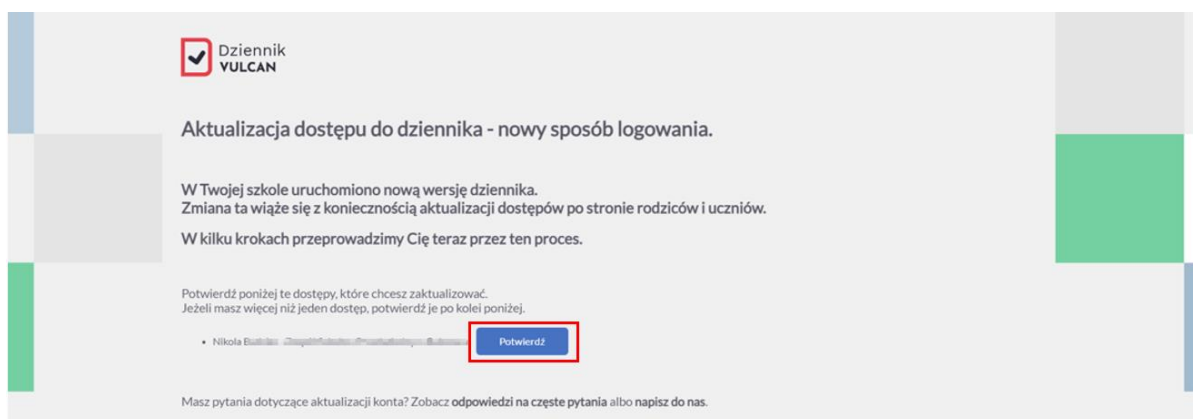 Dziennik
VULCAN
Aktualizacja dostępu do dziennika - nowy sposób logowania.
W Twojej szkole uruchomiono nową wersję dziennika.
Zmiana ta wiąże się z koniecznością aktualizacji dostępów po stronie rodziców i uczniów.
W kilku krokach przeprowadzimy Cię teraz przez ten proces.
Potwierdź poniżej te dostępy, które chcesz zaktualizować.
Jeżeli masz więcej niż jeden dostęp, potwierdź je po kolei poniżej.
• Nikola Potwierdź
Masz pytania dotyczące aktualizacji konta? Zobacz odpowiedzi na częste pytania albo napisz do nas.